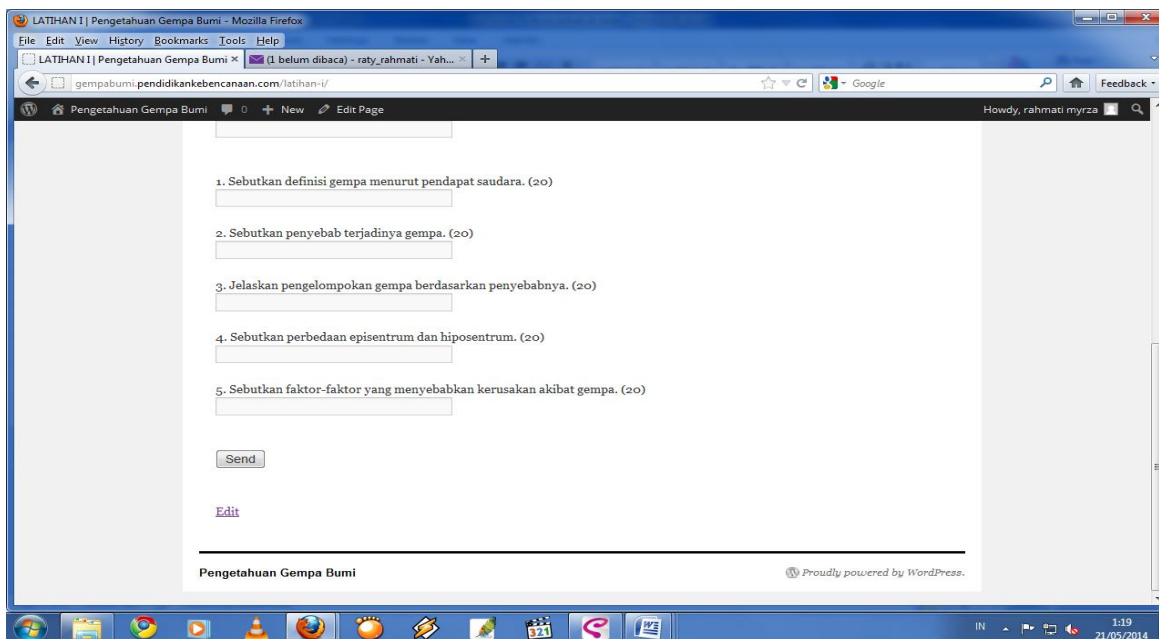 LATIHAN I | Pengetahuan Gempa Bumi - Mozilla Firefox
File Edit View History Bookmarks Tools Help
LATIHAN I | Pengetahuan Gempa Bumi × (1 belum dibaca) - raty_rahmati - Yah... × +
gempabumi.pendidikankebencanaan.com/latihan-i/ Google Feedback
Pengetahuan Gempa Bumi 0 + New Edit Page Howdy, rahmati myrza
1. Sebutkan definisi gempa menurut pendapat saudara. (20)
2. Sebutkan penyebab terjadinya gempa. (20)
3. Jelaskan pengelompokan gempa berdasarkan penyebabnya. (20)
4. Sebutkan perbedaan episentrum dan hiposentrum. (20)
5. Sebutkan faktor-faktor yang menyebabkan kerusakan akibat gempa. (20)
Send
Edit
Pengetahuan Gempa Bumi Proudly powered by WordPress.
321 W IN 1:19
21/05/2014